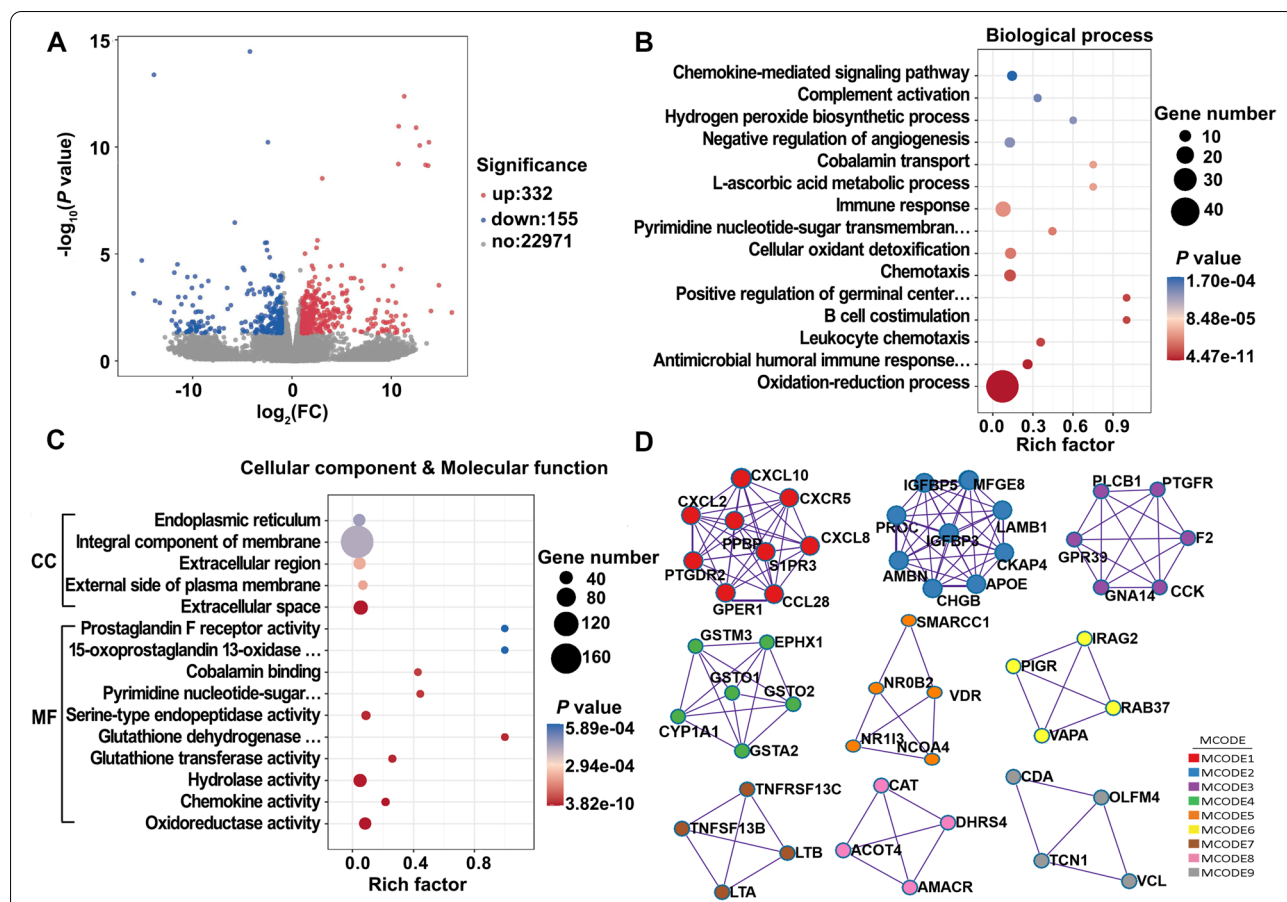 A
15
10
5
0
-log10(P value)
-10
0
10
log2(FC)
Significance
up:332
down:155
no:22971
B
Biological process
Chemokine-mediated signaling pathway
Complement activation
Hydrogen peroxide biosynthetic process
Negative regulation of angiogenesis
Cobalamin transport
L-ascorbic acid metabolic process
Immune response
Pyrimidine nucleotide-sugar transmembran…
Cellular oxidant detoxification
Chemotaxis
Positive regulation of germinal center…
B cell costimulation
Leukocyte chemotaxis
Antimicrobial humoral immune response…
Oxidation-reduction process
0.0
0.3
0.6
0.9
Rich factor
Gene number
10
20
30
40
P value
1.70e-04
8.48e-05
4.47e-11
C
Cellular component & Molecular function
CC
Endoplasmic reticulum
Integral component of membrane
Extracellular region
External side of plasma membrane
Extracellular space
MF
Prostaglandin F receptor activity
15-oxoprostaglandin 13-oxidase …
Cobalamin binding
Pyrimidine nucleotide-sugar…
Serine-type endopeptidase activity
Glutathione dehydrogenase …
Glutathione transferase activity
Hydrolase activity
Chemokine activity
Oxidoreductase activity
0.0
0.4
0.8
Rich factor
Gene number
40
80
120
160
P value
5.89e-04
2.94e-04
3.82e-10
D
CXCL10
CXCL2
CXCR5
PPBP
CXCL8
S1PR3
PTGDR2
GPER1
CCL28
IGFBP5
MFGE8
PROC
LAMB1
IGFBP3
CKAP4
AMBN
APOE
CHGB
PLCB1
PTGFR
F2
GPR39
GNA14
CCK
GSTM3
EPHX1
GSTO1
GSTO2
CYP1A1
GSTA2
SMARCC1
NR0B2
VDR
NR1I3
NCOA4
IRAG2
PIGR
RAB37
VAPA
TNFRSF13C
TNFSF13B
LTB
LTA
CAT
DHRS4
ACOT4
AMACR
CDA
OLFM4
TCN1
VCL
MCODE
MCODE1
MCODE2
MCODE3
MCODE4
MCODE5
MCODE6
MCODE7
MCODE8
MCODE9